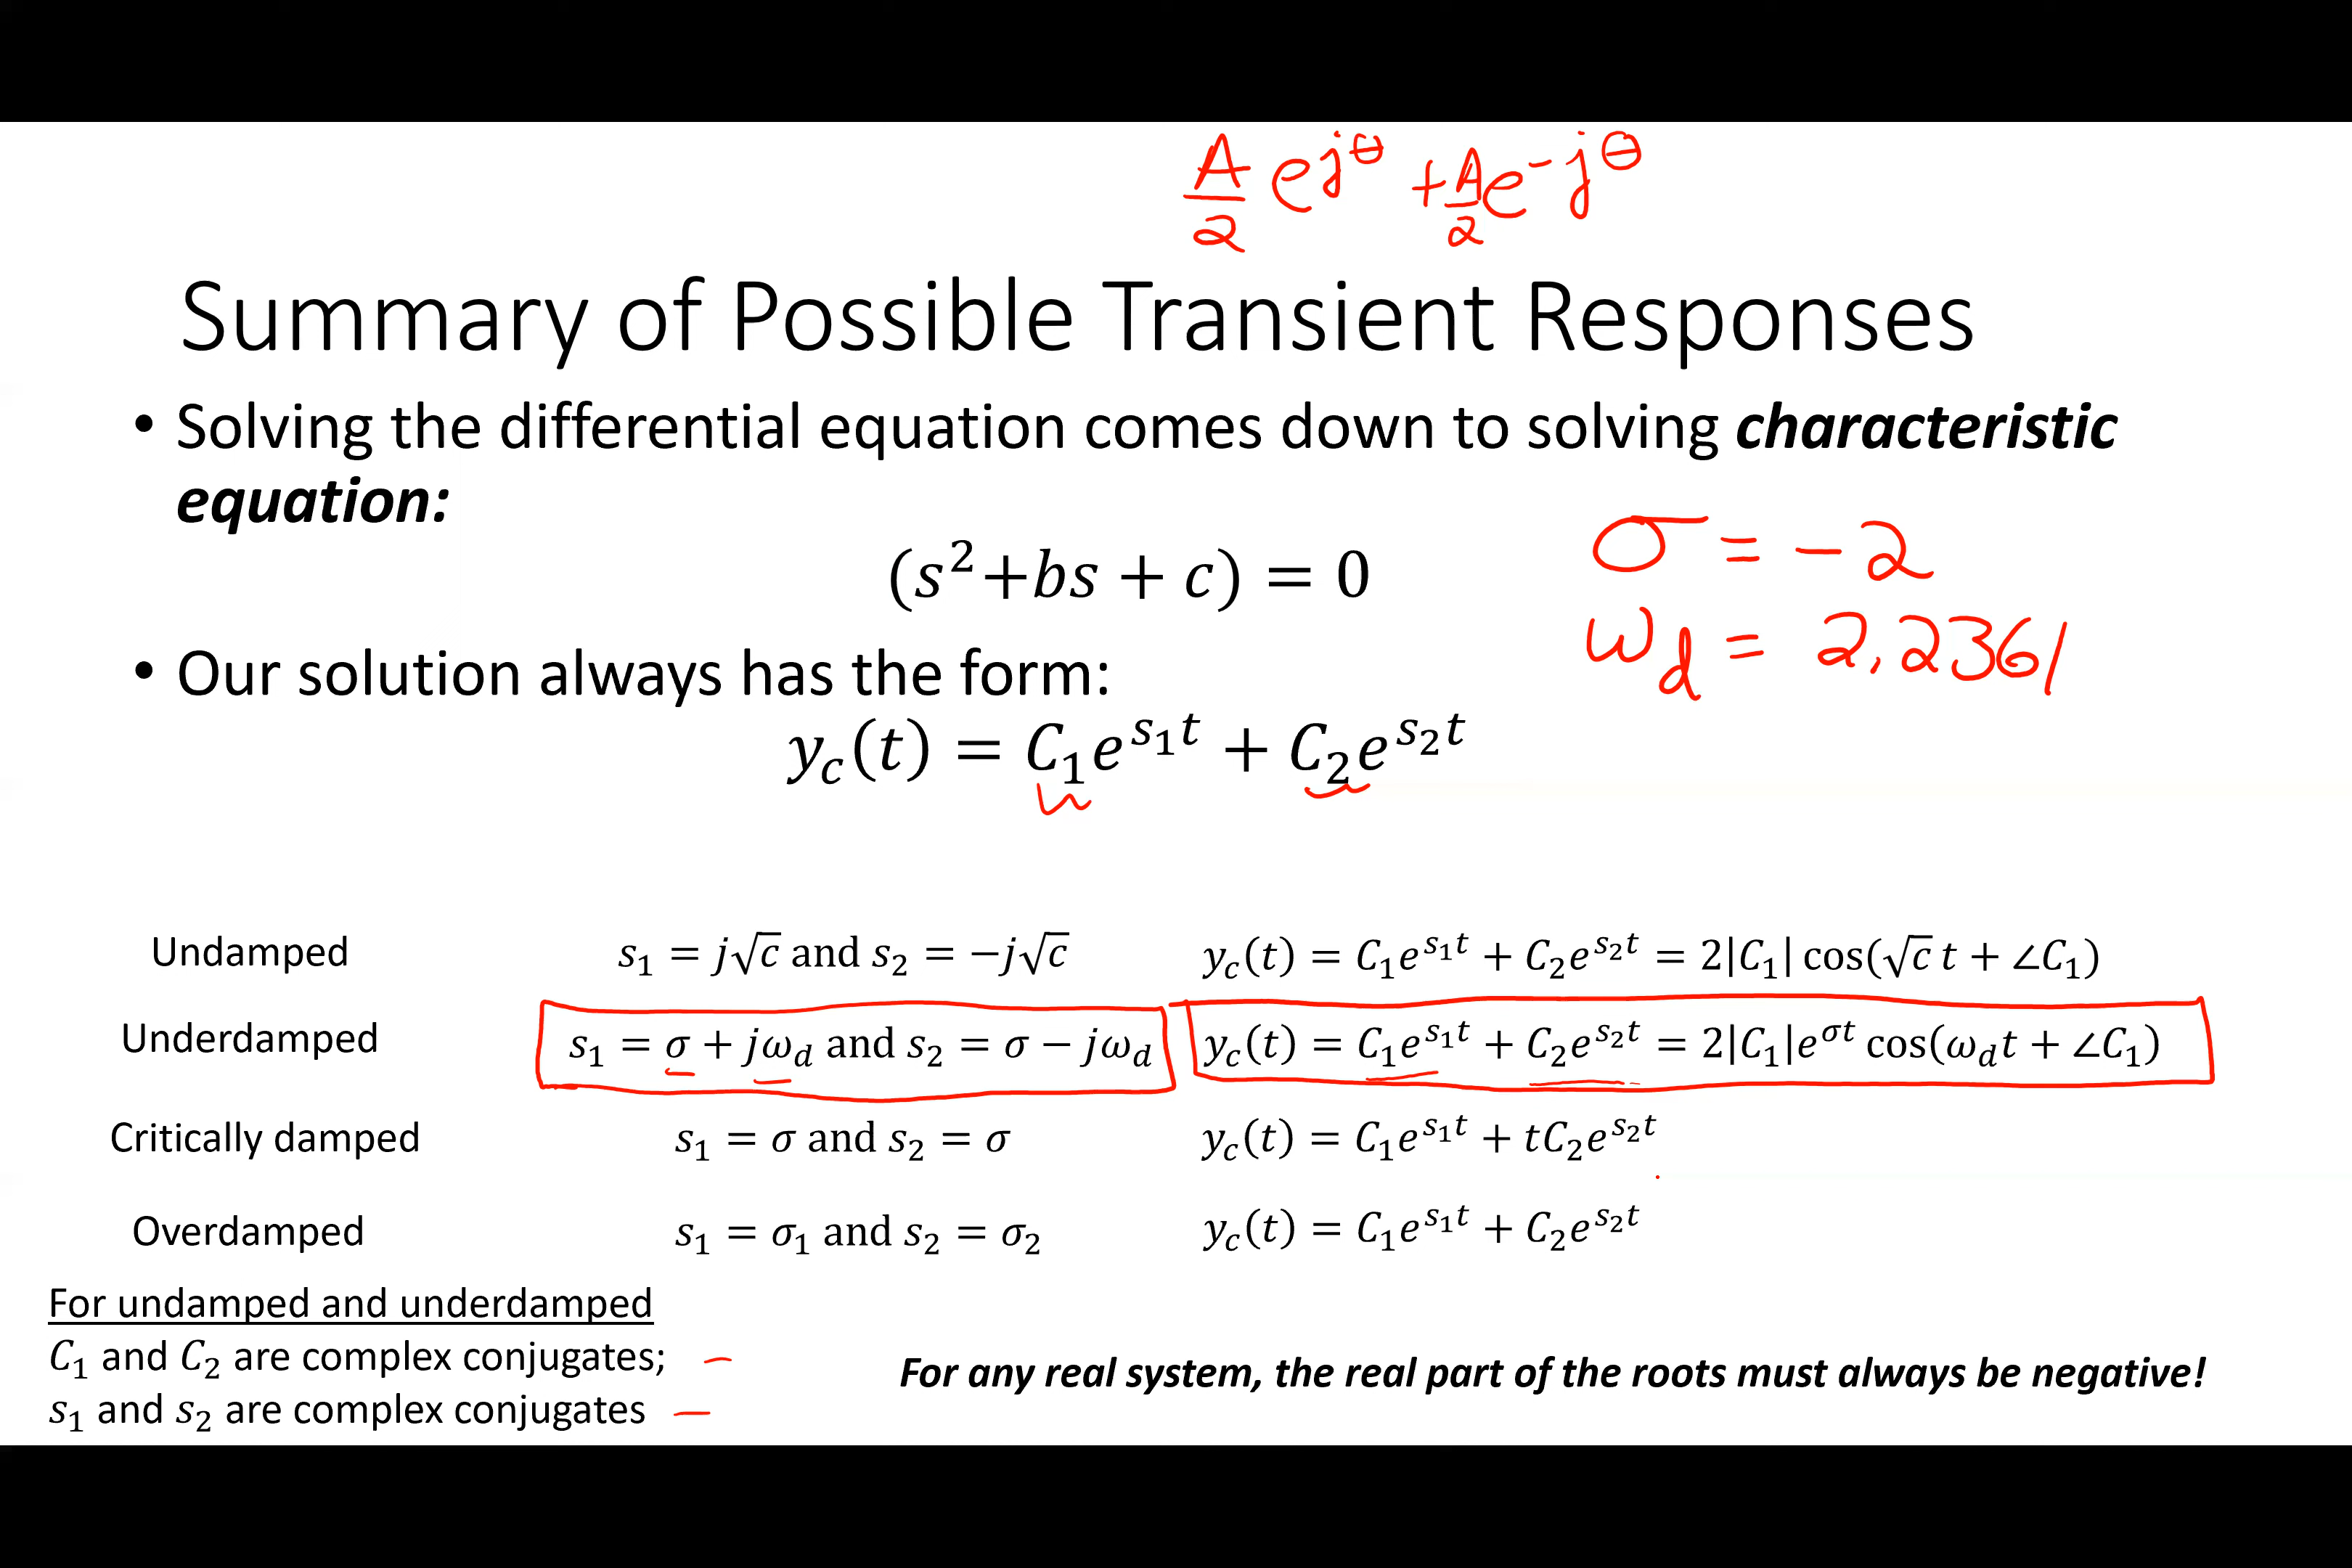 A/2 e^{jθ} + A/2 e^{-jθ}
Summary of Possible Transient Responses
• Solving the differential equation comes down to solving characteristic
equation:
(s²+bs + c) = 0
σ = -2
ω_d = 2.2361
• Our solution always has the form:
y_c(t) = C₁e^{s₁t} + C₂e^{s₂t}
Undamped s₁ = j√c and s₂ = −j√c y_c(t) = C₁e^{s₁t} + C₂e^{s₂t} = 2|C₁| cos(√c t + ∠C₁)
Underdamped s₁ = σ + jω_d and s₂ = σ − jω_d y_c(t) = C₁e^{s₁t} + C₂e^{s₂t} = 2|C₁|e^{σt} cos(ω_d t + ∠C₁)
Critically damped s₁ = σ and s₂ = σ y_c(t) = C₁e^{s₁t} + tC₂e^{s₂t}
Overdamped s₁ = σ₁ and s₂ = σ₂ y_c(t) = C₁e^{s₁t} + C₂e^{s₂t}
For undamped and underdamped
C₁ and C₂ are complex conjugates;
s₁ and s₂ are complex conjugates
For any real system, the real part of the roots must always be negative!